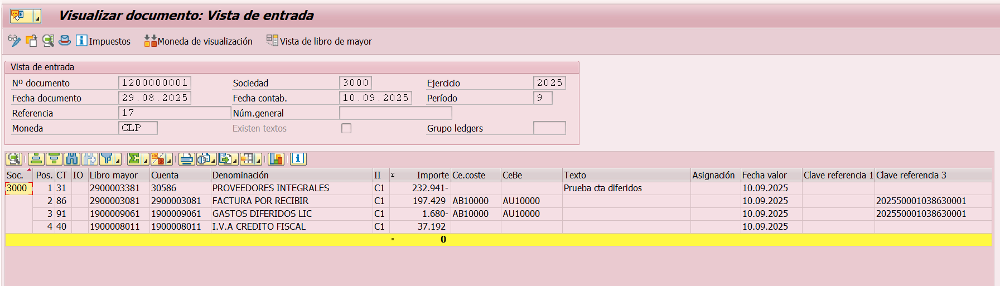 Visualizar documento: Vista de entrada
Impuestos Moneda de visualización Vista de libro de mayor
Vista de entrada
Nº documento 1200000001 Sociedad 3000 Ejercicio 2025
Fecha documento 29.08.2025 Fecha contab. 10.09.2025 Período 9
Referencia 17 Núm.general
Moneda CLP Existen textos Grupo ledgers
Soc. Pos. CT IO Libro mayor Cuenta Denominación II Σ Importe Ce.coste CeBe Texto Asignación Fecha valor Clave referencia 1 Clave referencia 3
3000 1 31 2900003381 30586 PROVEEDORES INTEGRALES C1 232.941- Prueba cta diferidos 10.09.2025
2 86 2900003081 2900003081 FACTURA POR RECIBIR C1 197.429 AB10000 AU10000 10.09.2025 202550001038630001
3 91 1900009061 1900009061 GASTOS DIFERIDOS LIC C1 1.680- AB10000 AU10000 10.09.2025 202550001038630001
4 40 1900008011 1900008011 I.V.A CREDITO FISCAL C1 37.192 10.09.2025
0